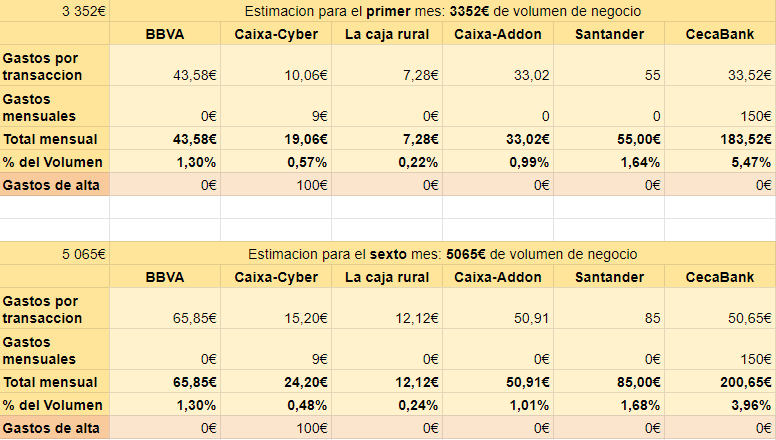 3 352€ Estimacion para el primer mes: 3352€ de volumen de negocio
BBVA Caixa-Cyber La caja rural Caixa-Addon Santander CecaBank
Gastos por
transaccion 43,58€ 10,06€ 7,28€ 33,02 55 33,52€
Gastos
mensuales 0€ 9€ 0€ 0 0 150€
Total mensual 43,58€ 19,06€ 7,28€ 33,02€ 55,00€ 183,52€
% del Volumen 1,30% 0,57% 0,22% 0,99% 1,64% 5,47%
Gastos de alta 0€ 100€ 0€ 0€ 0€ 0€
5 065€ Estimacion para el sexto mes: 5065€ de volumen de negocio
BBVA Caixa-Cyber La caja rural Caixa-Addon Santander CecaBank
Gastos por
transaccion 65,85€ 15,20€ 12,12€ 50,91 85 50,65€
Gastos
mensuales 0€ 9€ 0€ 0€ 0€ 150€
Total mensual 65,85€ 24,20€ 12,12€ 50,91€ 85,00€ 200,65€
% del Volumen 1,30% 0,48% 0,24% 1,01% 1,68% 3,96%
Gastos de alta 0€ 100€ 0€ 0€ 0€ 0€